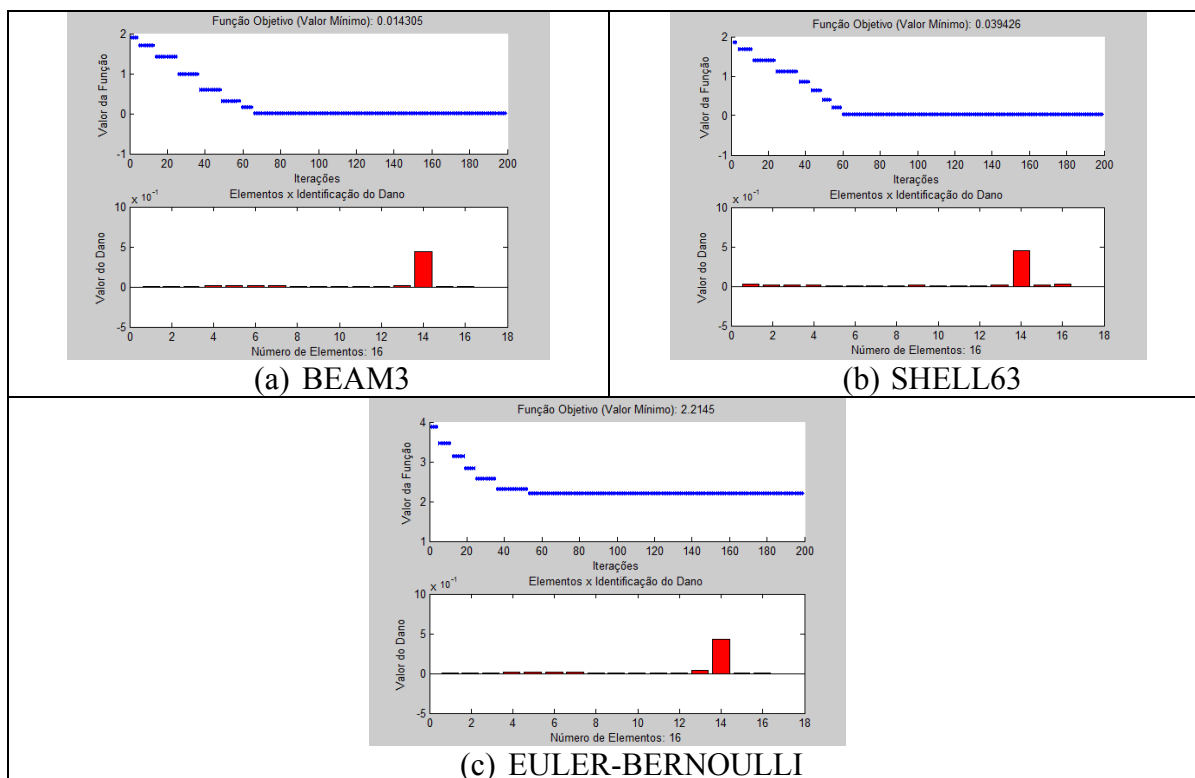 Função Objetivo (Valor Mínimo): 0.014305
Valor da Função
2
1
0
-1
0 20 40 60 80 100 120 140 160 180 200
Iterações
Elementos x Identificação do Dano
x 10^-1
Valor do Dano
10
5
0
-5
0 2 4 6 8 10 12 14 16 18
Número de Elementos: 16
(a) BEAM3
Função Objetivo (Valor Mínimo): 0.039426
Valor da Função
2
1
0
-1
0 20 40 60 80 100 120 140 160 180 200
Iterações
Elementos x Identificação do Dano
x 10^-1
Valor do Dano
10
5
0
-5
0 2 4 6 8 10 12 14 16 18
Número de Elementos: 16
(b) SHELL63
Função Objetivo (Valor Mínimo): 2.2145
Valor da Função
4
3
2
1
0 20 40 60 80 100 120 140 160 180 200
Iterações
Elementos x Identificação do Dano
x 10^-1
Valor do Dano
10
5
0
-5
0 2 4 6 8 10 12 14 16 18
Número de Elementos: 16
(c) EULER-BERNOULLI